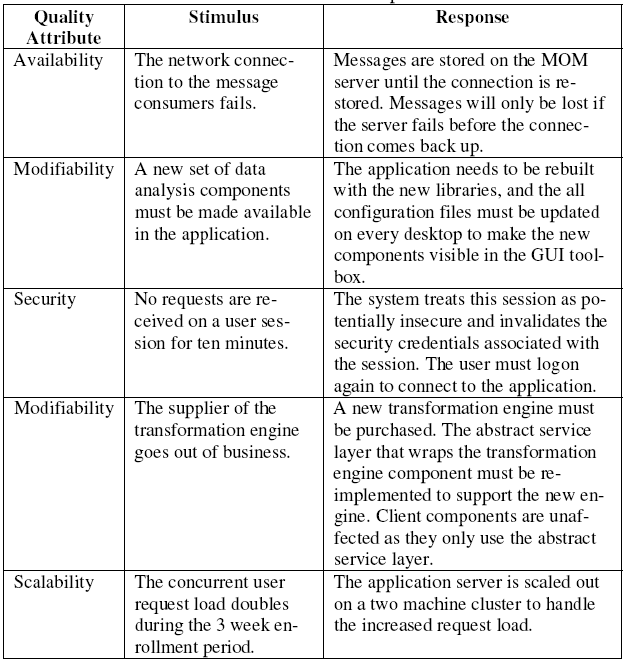 Quality Attribute
Stimulus
Response
Availability
The network connec-
tion to the message
consumers fails.
Messages are stored on the MOM
server until the connection is re-
stored. Messages will only be lost if
the server fails before the connec-
tion comes back up.
Modifiability
A new set of data
analysis components
must be made available
in the application.
The application needs to be rebuilt
with the new libraries, and the all
configuration files must be updated
on every desktop to make the new
components visible in the GUI tool-
box.
Security
No requests are re-
ceived on a user ses-
sion for ten minutes.
The system treats this session as po-
tentially insecure and invalidates the
security credentials associated with
the session. The user must logon
again to connect to the application.
Modifiability
The supplier of the
transformation engine
goes out of business.
A new transformation engine must
be purchased. The abstract service
layer that wraps the transformation
engine component must be re-
implemented to support the new en-
gine. Client components are unaf-
fected as they only use the abstract
service layer.
Scalability
The concurrent user
request load doubles
during the 3 week en-
rollment period.
The application server is scaled out
on a two machine cluster to handle
the increased request load.